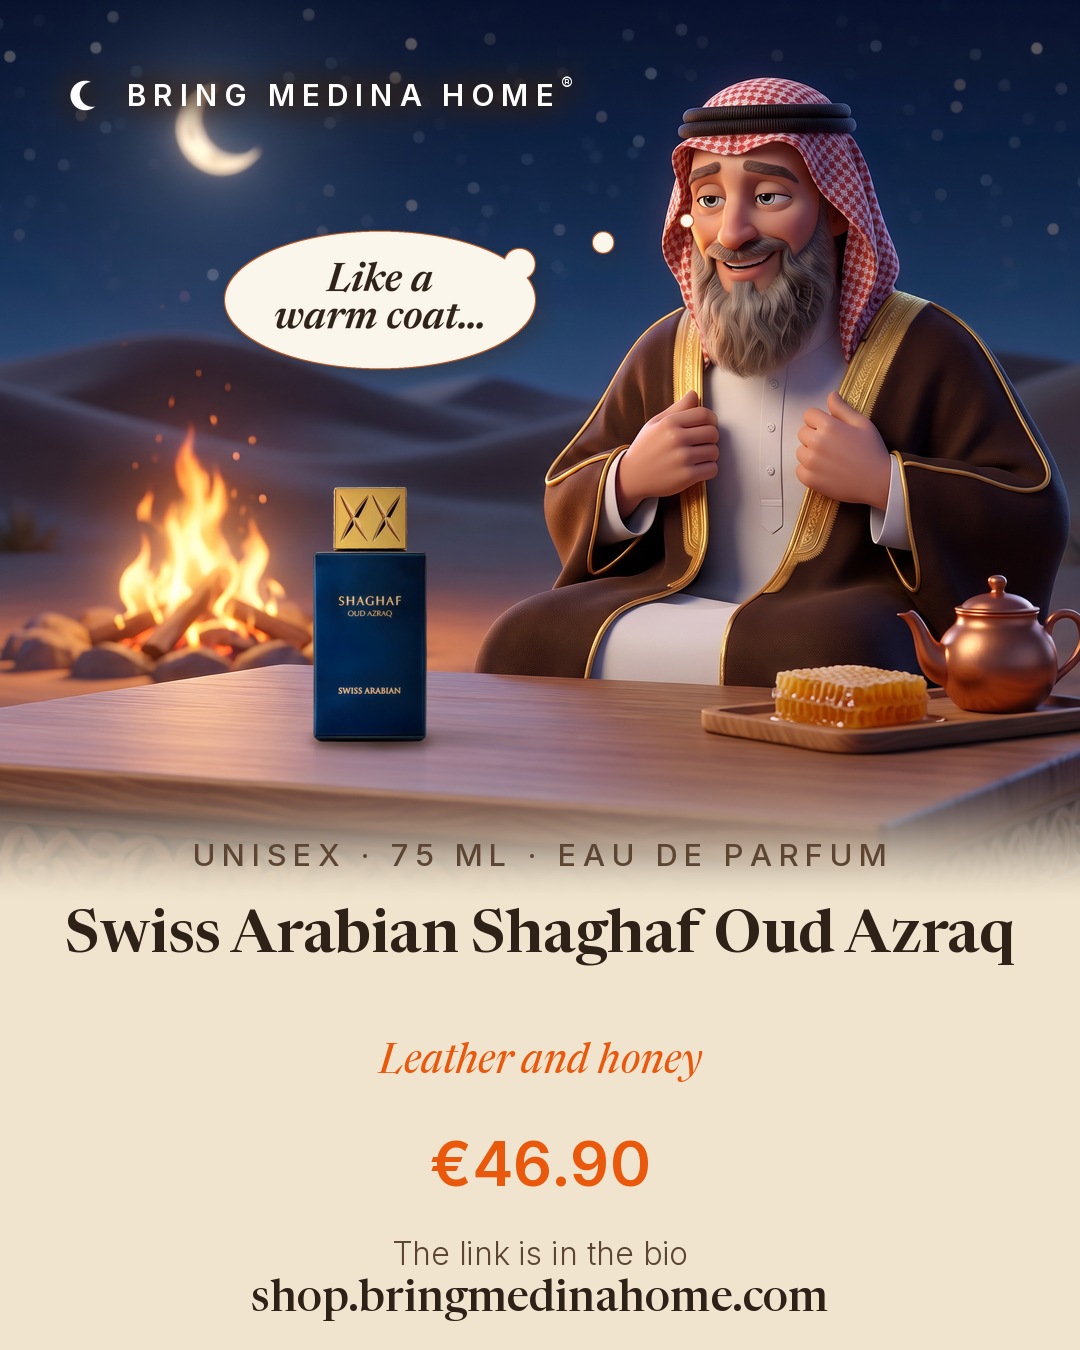 BRING MEDINA HOME®
Like a
warm coat...
SHAGHAF
OUD AZRAQ
SWISS ARABIAN
UNISEX · 75 ML · EAU DE PARFUM
Swiss Arabian Shaghaf Oud Azraq
Leather and honey
€46.90
The link is in the bio
shop.bringmedinahome.com